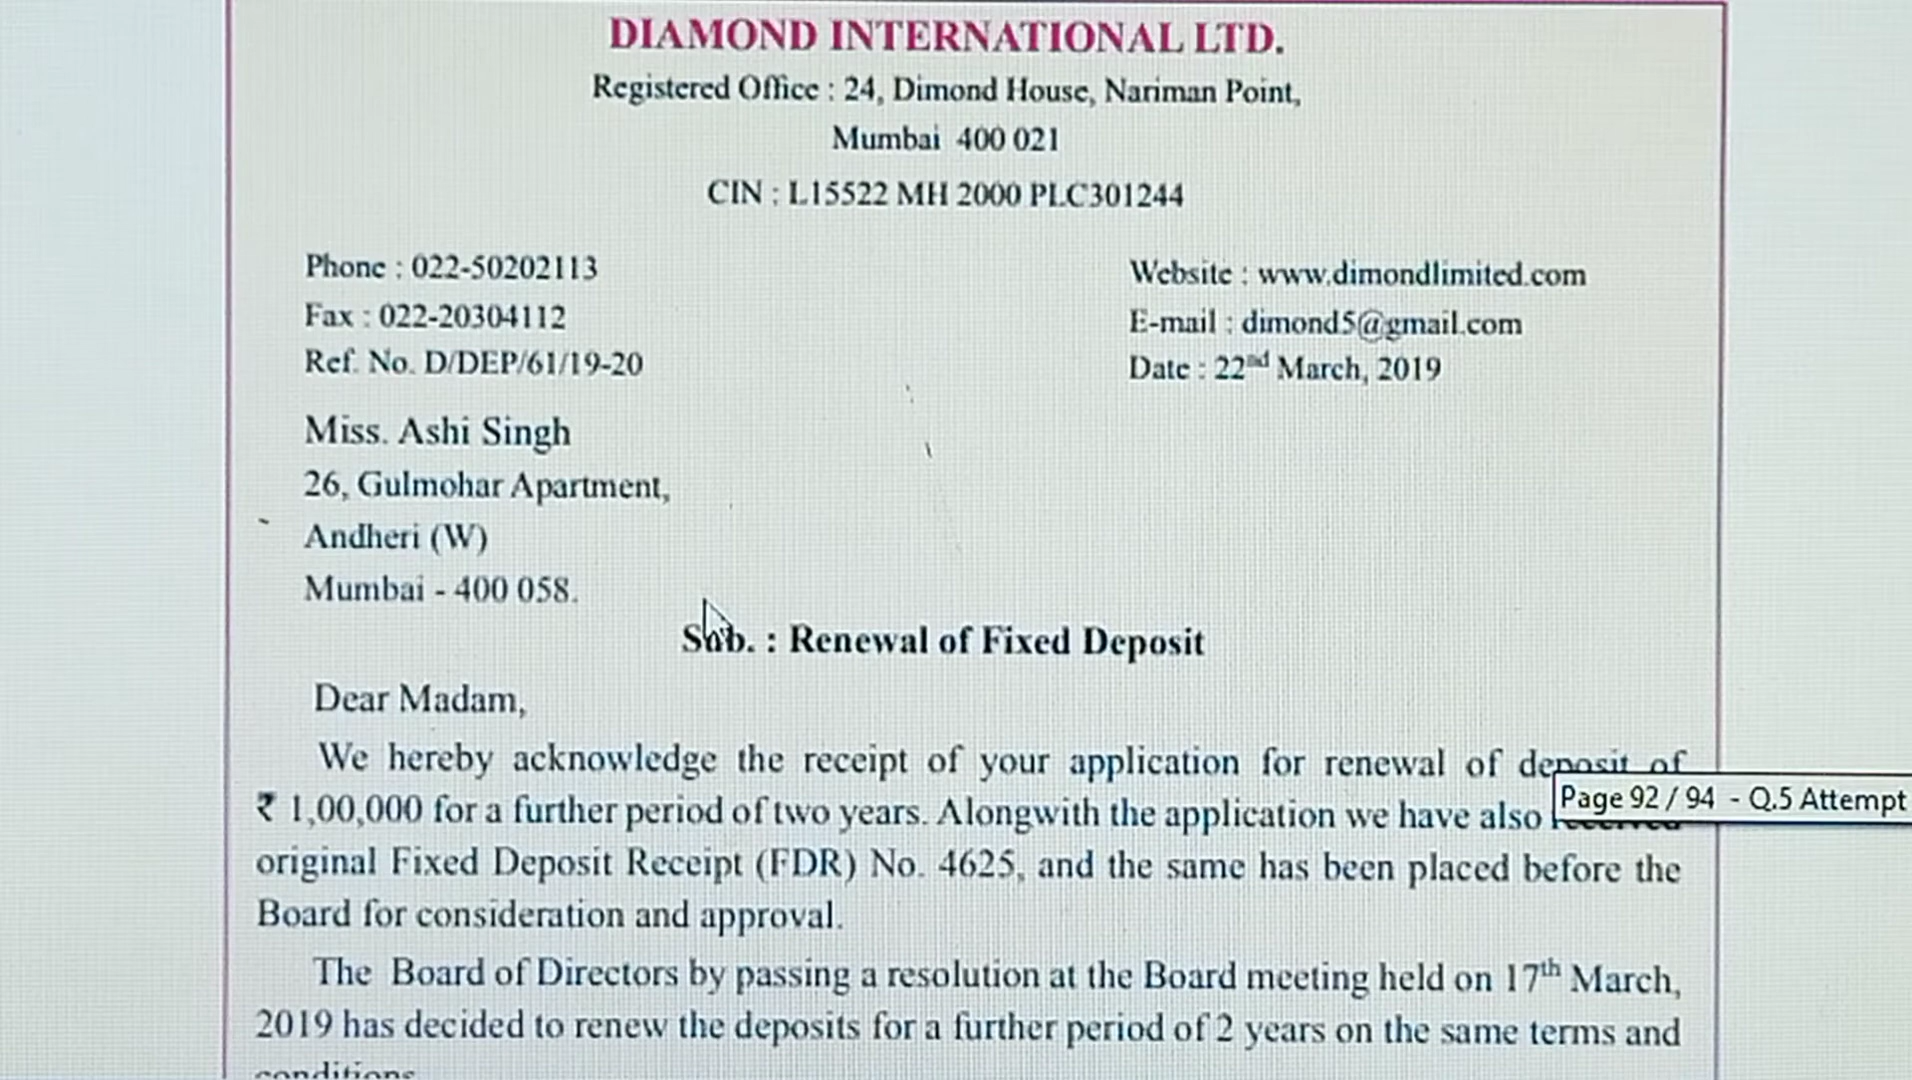 DIAMOND INTERNATIONAL LTD.
Registered Office : 24, Dimond House, Nariman Point,
Mumbai 400 021
CIN : L15522 MH 2000 PLC301244
Phone : 022-50202113
Website : www.dimondlimited.com
Fax : 022-20304112
E-mail : dimond5@gmail.com
Ref. No. D/DEP/61/19-20
Date : 22nd March, 2019
Miss. Ashi Singh
26, Gulmohar Apartment,
Andheri (W)
Mumbai - 400 058.
Sub. : Renewal of Fixed Deposit
Dear Madam,
We hereby acknowledge the receipt of your application for renewal of deposit of
₹ 1,00,000 for a further period of two years. Alongwith the application we have also received
Page 92 / 94 - Q.5 Attempt
original Fixed Deposit Receipt (FDR) No. 4625, and the same has been placed before the
Board for consideration and approval.
The Board of Directors by passing a resolution at the Board meeting held on 17th March,
2019 has decided to renew the deposits for a further period of 2 years on the same terms and
conditions